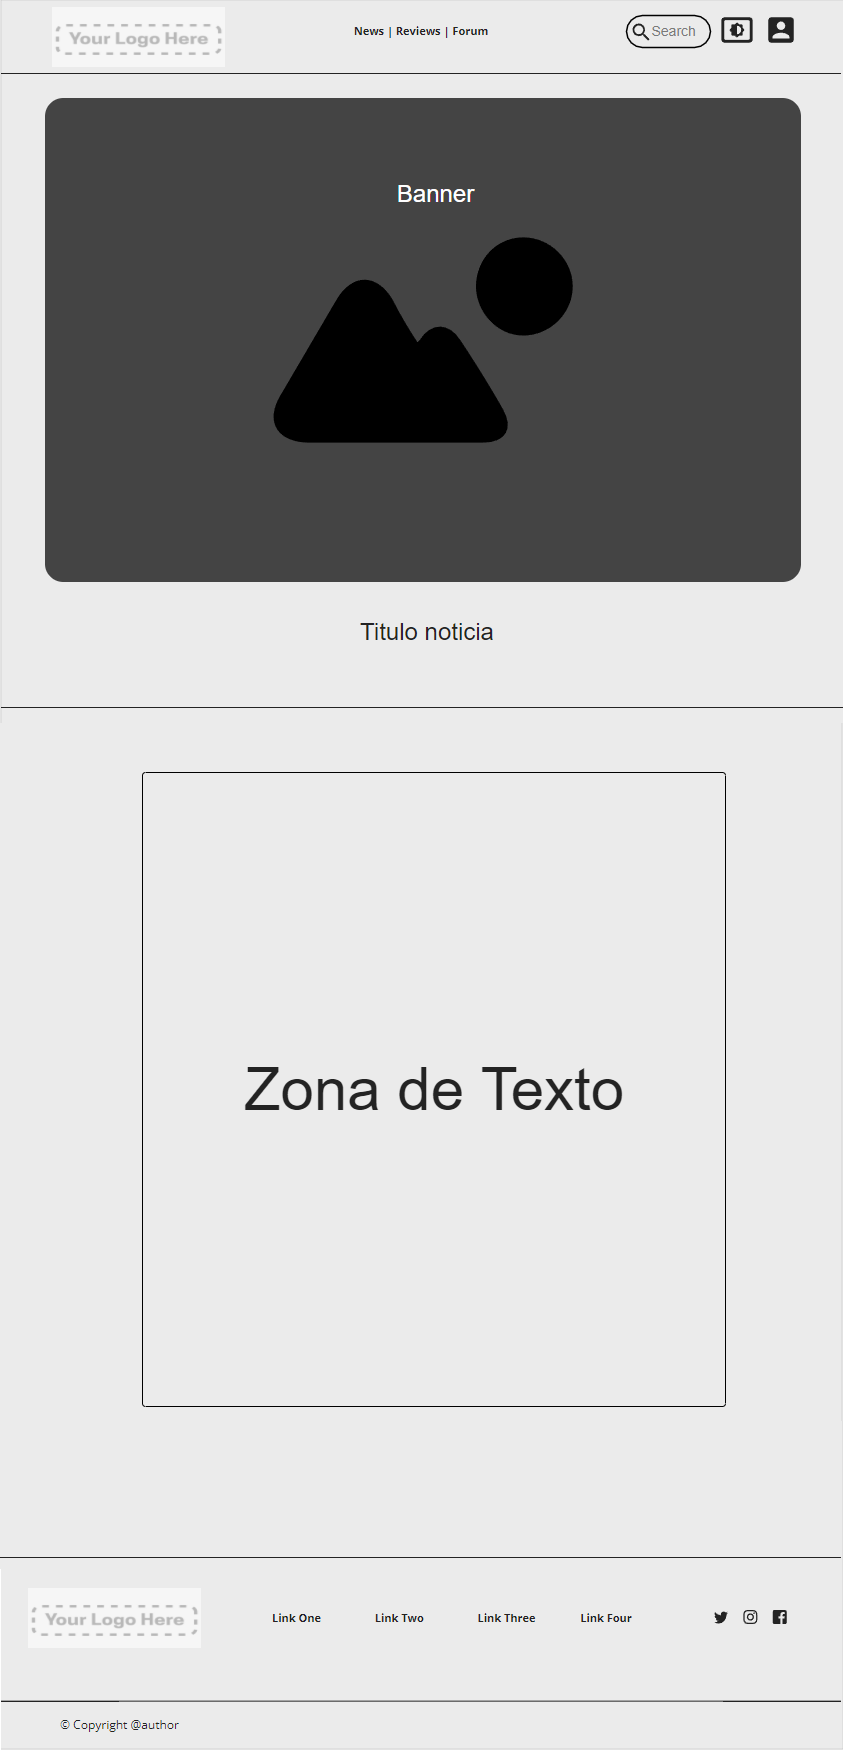 Your Logo Here
News | Reviews | Forum
Search
Banner
Titulo noticia
Zona de Texto
Your Logo Here
Link One
Link Two
Link Three
Link Four
© Copyright @author